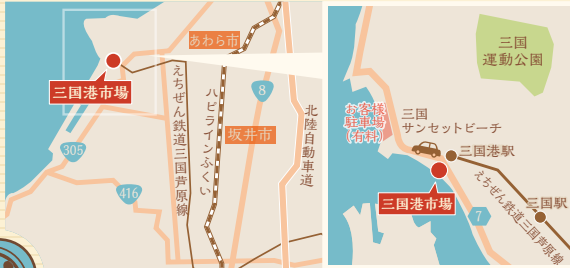 あわら市
三国港市場
えちぜん鉄道三国芦原線
ハピラインふくい
8
坂井市
北陸自動車道
305
416
三国
運動公園
お客様
駐車場
(有料)
三国
サンセットビーチ
三国港駅
三国港市場
えちぜん鉄道三国芦原線
7
三国駅